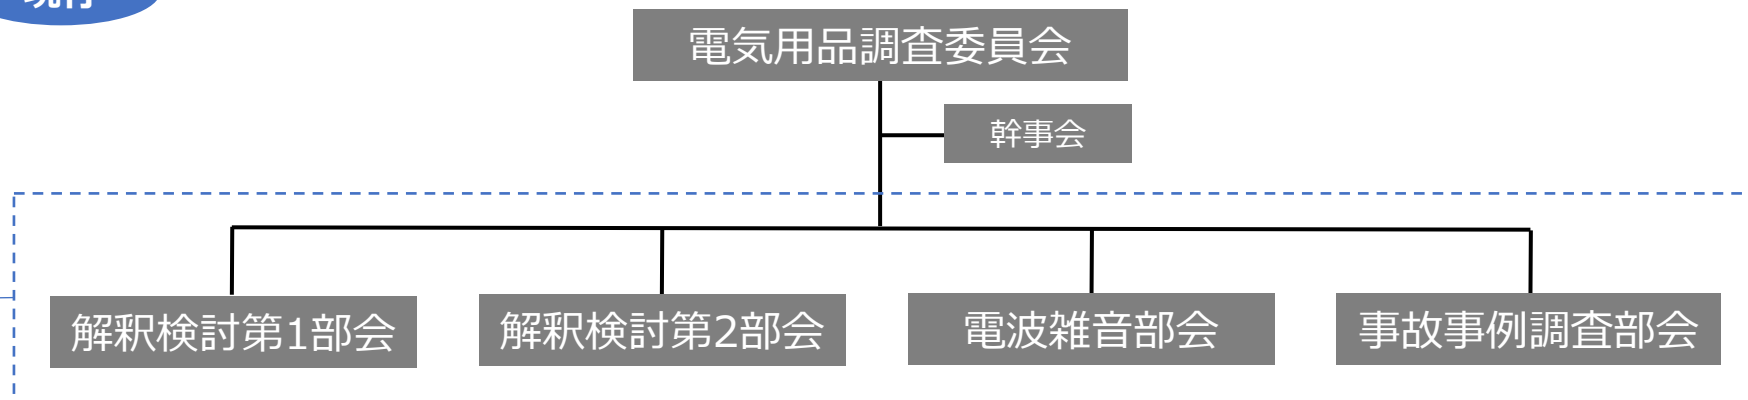 現行
電気用品調査委員会
幹事会
解釈検討第1部会
解釈検討第2部会
電波雑音部会
事故事例調査部会